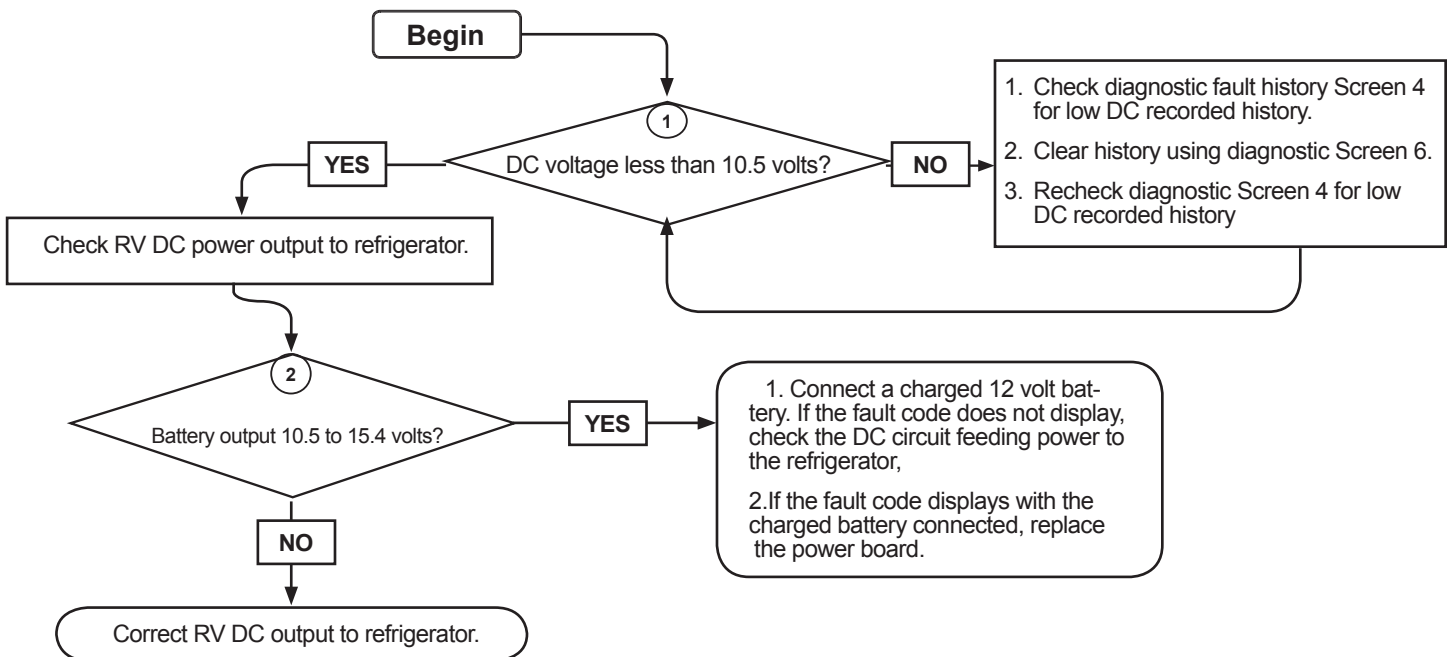 Begin
1
DC voltage less than 10.5 volts?
YES
NO
1. Check diagnostic fault history Screen 4
for low DC recorded history.
2. Clear history using diagnostic Screen 6.
3. Recheck diagnostic Screen 4 for low
DC recorded history
Check RV DC power output to refrigerator.
2
Battery output 10.5 to 15.4 volts?
YES
1. Connect a charged 12 volt bat-
tery. If the fault code does not display,
check the DC circuit feeding power to
the refrigerator,
2.If the fault code displays with the
charged battery connected, replace
the power board.
NO
Correct RV DC output to refrigerator.